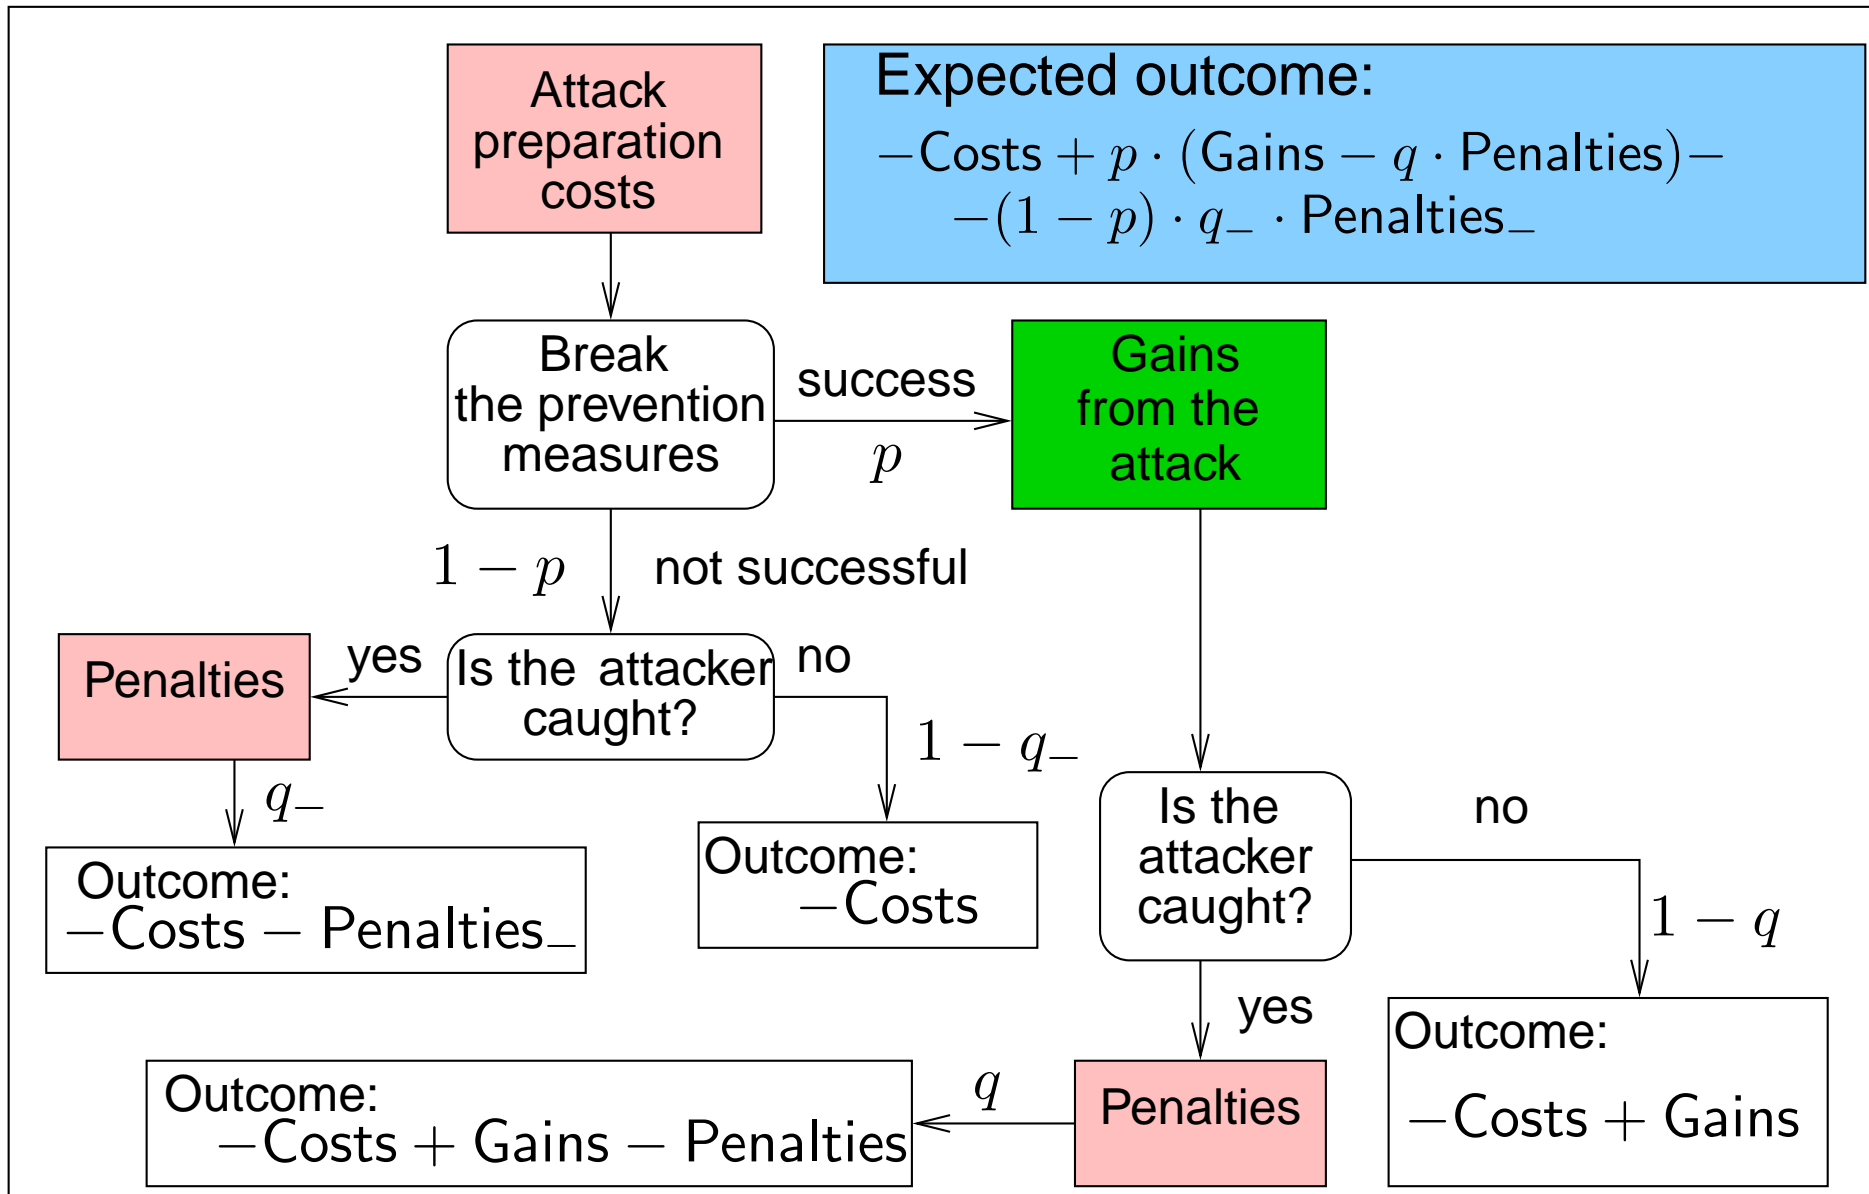 Attack
preparation
costs
Expected outcome:
−Costs + p · (Gains − q · Penalties)−
−(1 − p) · q₋ · Penalties₋
Break
the prevention
measures
success
p
Gains
from the
attack
1 − p
not successful
Penalties
yes
Is the attacker
caught?
no
1 − q₋
q₋
Outcome:
−Costs − Penalties₋
Outcome:
−Costs
Is the
attacker
caught?
no
1 − q
yes
Outcome:
−Costs + Gains
Penalties
q
Outcome:
−Costs + Gains − Penalties